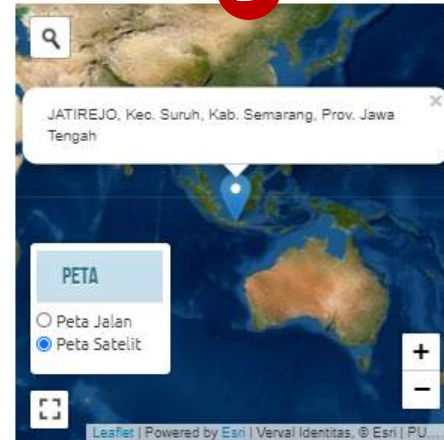 JATIREJO, Kec. Suruh, Kab. Semarang, Prov. Jawa
Tengah
×
PETA
Peta Jalan
Peta Satelit
+
−
Leaflet | Powered by Esri | Verval Identitas, © Esri | PU...